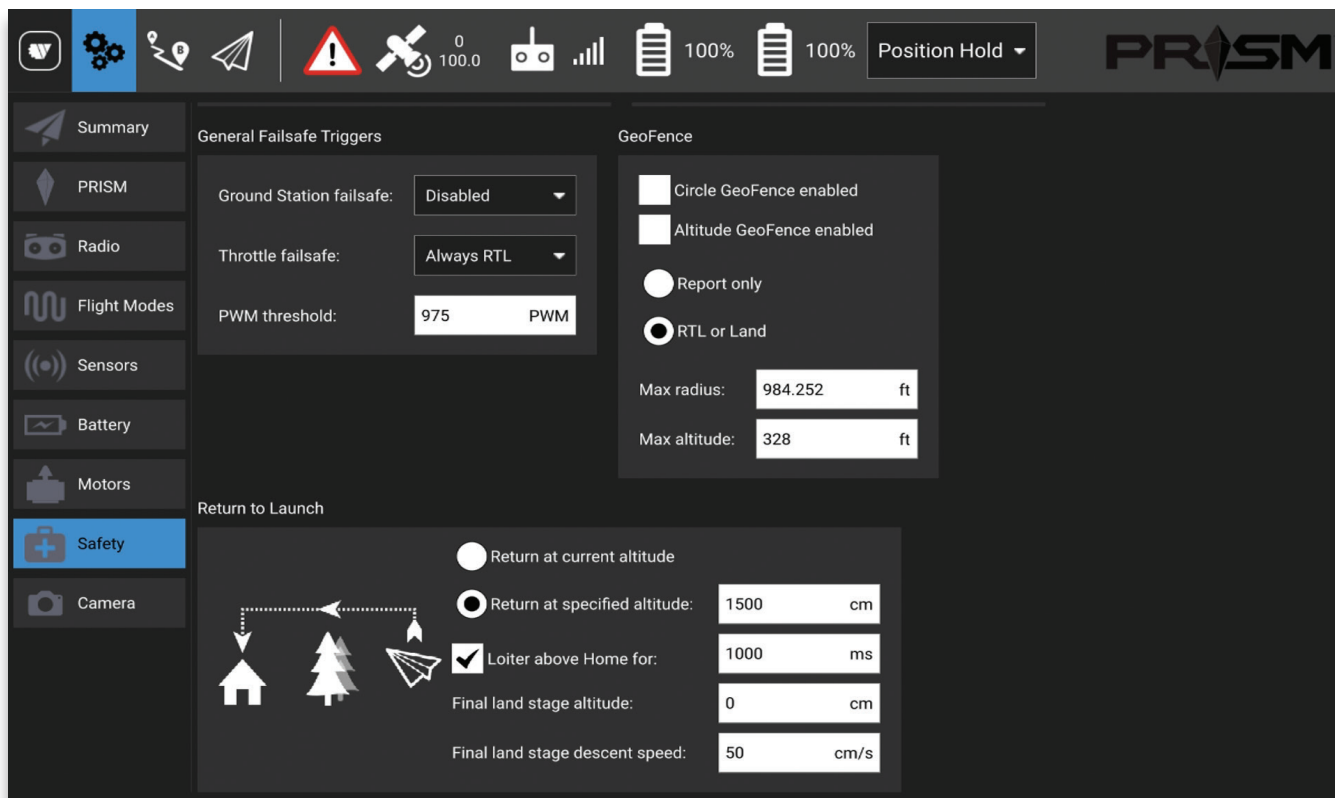 0
100.0
100%
100%
Position Hold
PRISM
Summary
PRISM
Radio
Flight Modes
Sensors
Battery
Motors
Safety
Camera
General Failsafe Triggers
Ground Station failsafe: Disabled
Throttle failsafe: Always RTL
PWM threshold: 975 PWM
GeoFence
Circle GeoFence enabled
Altitude GeoFence enabled
Report only
RTL or Land
Max radius: 984.252 ft
Max altitude: 328 ft
Return to Launch
Return at current altitude
Return at specified altitude: 1500 cm
Loiter above Home for: 1000 ms
Final land stage altitude: 0 cm
Final land stage descent speed: 50 cm/s